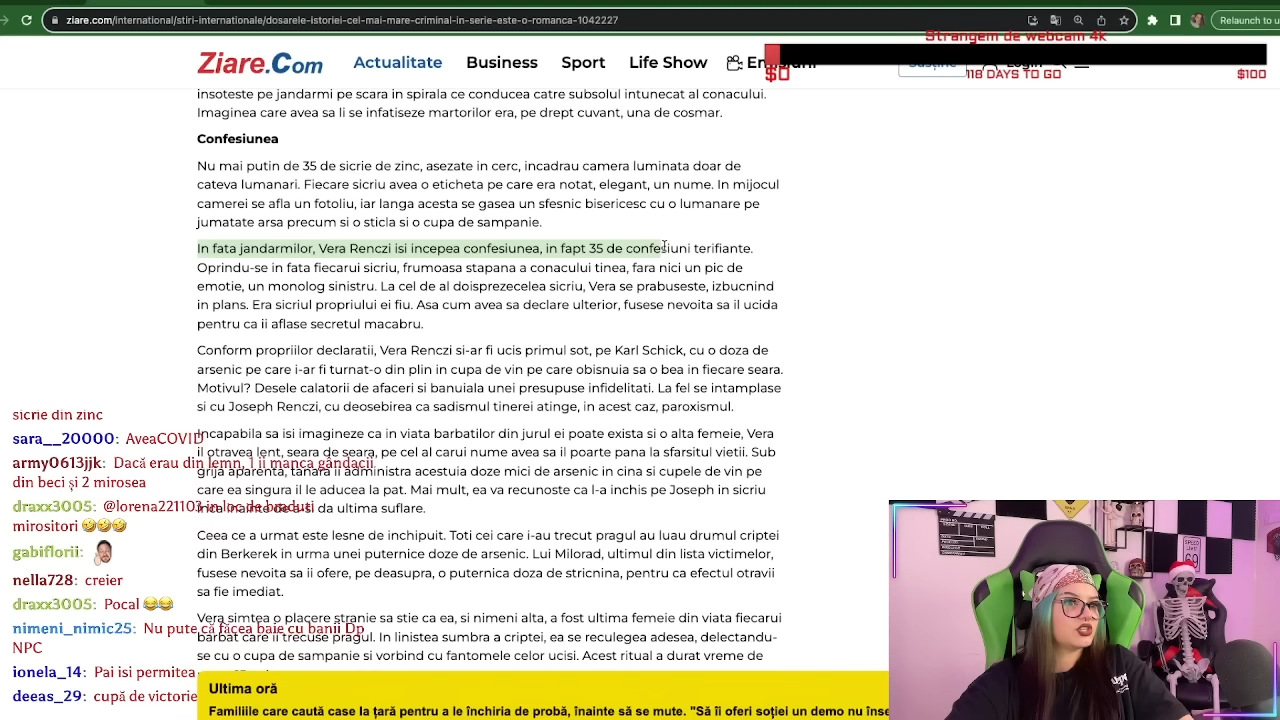 ziare.com/international/stiri-internationale/dosarele-istoriei-cei-mai-mare-criminal-in-serie-este-o-romanca-1042227
Relaunch to u
Strangem de webcam 4k
Ziare.Com
Actualitate
Business
Sport
Life Show
$0
118 DAYS TO GO
$100
insoteste pe jandarmi pe scara in spirala ce conducea catre subsolul intunecat al conacului.
Imaginea care avea sa li se infatiseze martorilor era, pe drept cuvant, una de cosmar.
Confesiunea
Nu mai putin de 35 de sicrie de zinc, asezate in cerc, incadrau camera luminata doar de
cateva lumanari. Fiecare sicriu avea o eticheta pe care era notat, elegant, un nume. In mijocul
camerei se afla un fotoliu, iar langa acesta se gasea un sfesnic bisericesc cu o lumanare pe
jumatate arsa precum si o sticla si o cupa de sampanie.
In fata jandarmilor, Vera Renczi isi incepea confesiunea, in fapt 35 de confesiuni terifiante.
Oprindu-se in fata fiecarui sicriu, frumoasa stapana a conacului tinea, fara nici un pic de
emotie, un monolog sinistru. La cel de al doisprezecelea sicriu, Vera se prabuseste, izbucnind
in plans. Era sicriul propriului ei fiu. Asa cum avea sa declare ulterior, fusese nevoita sa il ucida
pentru ca ii aflase secretul macabru.
Conform propriilor declaratii, Vera Renczi si-ar fi ucis primul sot, pe Karl Schick, cu o doza de
arsenic pe care i-ar fi turnat-o din plin in cupa de vin pe care obisnuia sa o bea in fiecare seara.
Motivul? Desele calatorii de afaceri si banuiala unei presupuse infidelitati. La fel se intamplase
si cu Joseph Renczi, cu deosebirea ca sadismul tinerei atinge, in acest caz, paroxismul.
Incapabila sa isi imagineze ca in viata barbatilor din jurul ei poate exista si o alta femeie, Vera
il otravea lent, seara de seara, pe cel al carui nume avea sa il poarte pana la sfarsitul vietii. Sub
grija aparenta, tanara ii administra acestuia doze mici de arsenic in cina si cupele de vin pe
care ea singura il le aducea la pat. Mai mult, ea va recunoste ca l-a inchis pe Joseph in sicriu
inca inainte de a-si da ultima suflare.
Ceea ce a urmat este lesne de inchipuit. Toti cei care i-au trecut pragul au luau drumul criptei
din Berkerek in urma unei puternice doze de arsenic. Lui Milorad, ultimul din lista victimelor,
fusese nevoita sa ii ofere, pe deasupra, o puternica doza de stricnina, pentru ca efectul otravii
sa fie imediat.
Vera simtea o placere stranie sa stie ca ea, si nimeni alta, a fost ultima femeie din viata fiecarui
barbat care ii trecuse pragul. In linistea sumbra a criptei, ea se reculegea adesea, delectandu-
se cu o cupa de sampanie si vorbind cu fantomele celor ucisi. Acest ritual a durat vreme de
sicrie din zinc
sara__20000: AveaCOVID
army0613jjk: Dacă erau din lemn, îi manca gândacii
din beci și 2 mirosea
draxx3005: @lorena221103 in loc de braduti
mirositori 🤣🤣🤣
gabiflorii:
nella728: creier
draxx3005: Pocal 😂😂
nimeni_nimic25: Nu pute că făcea baie cu banii Dp
NPC
ionela_14: Pai isi permitea
deeas_29: cupă de victorie
Ultima oră
Familiile care caută case la țară pentru a le închiria de probă, înainte să se mute. "Să îi oferi soției un demo nu înse
SPEED
LIMIT
69